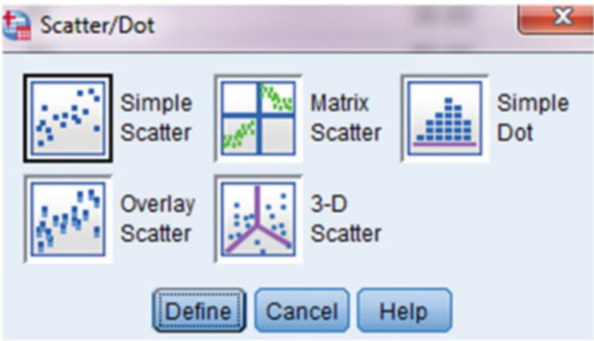 Scatter/Dot
Simple
Scatter
Matrix
Scatter
Simple
Dot
Overlay
Scatter
3-D
Scatter
Define
Cancel
Help